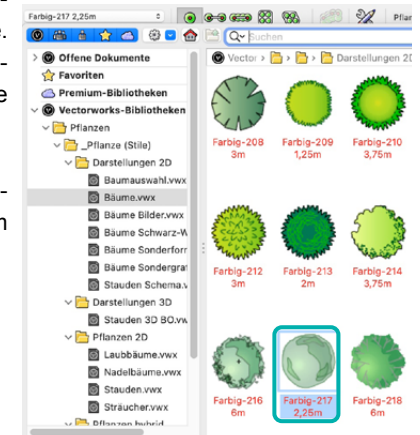 Farbig-217 2,25m
Pflan
e.
e
m
Suchen
Offene Dokumente
Favoriten
Premium-Bibliotheken
Vectorworks-Bibliotheken
Pflanzen
_Pflanze (Stile)
Darstellungen 2D
Baumauswahl.vwx
Bäume.vwx
Bäume Bilder.vwx
Bäume Schwarz-W
Bäume Sonderforr
Bäume Sondergra
Stauden Schema.v
Darstellungen 3D
Stauden 3D BO.vw
Pflanzen 2D
Laubbäume.vwx
Nadelbäume.vwx
Stauden.vwx
Sträucher.vwx
Pflanzen hybrid
Vector > > > Darstellungen 2D
Farbig-208 Farbig-209 Farbig-210
3m 1,25m 3,75m
Farbig-212 Farbig-213 Farbig-214
3m 2m 3,75m
Farbig-216 Farbig-217 Farbig-218
6m 2,25m 6m